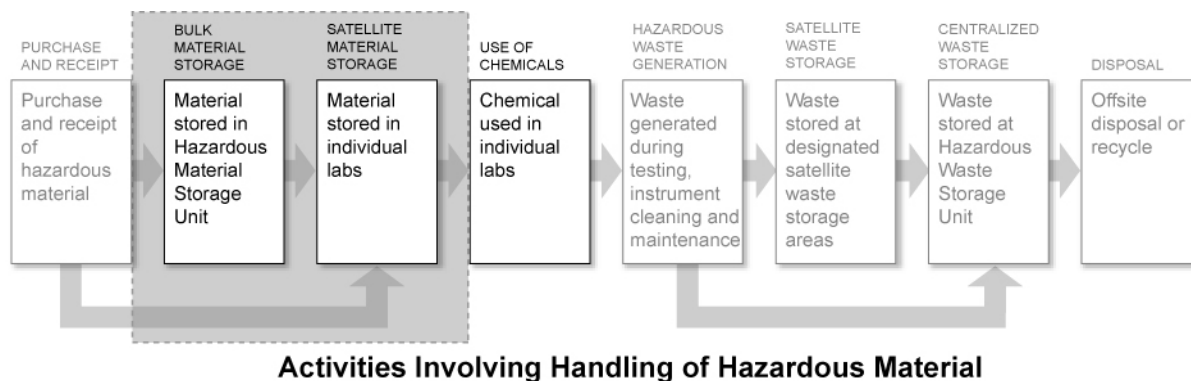 PURCHASE
AND RECEIPT
Purchase
and receipt
of
hazardous
material
BULK
MATERIAL
STORAGE
Material
stored in
Hazardous
Material
Storage
Unit
SATELLITE
MATERIAL
STORAGE
Material
stored in
individual
labs
USE OF
CHEMICALS
Chemical
used in
individual
labs
HAZARDOUS
WASTE
GENERATION
Waste
generated
during
testing,
instrument
cleaning and
maintenance
SATELLITE
WASTE
STORAGE
Waste
stored at
designated
satellite
waste
storage
areas
CENTRALIZED
WASTE
STORAGE
Waste
stored at
Hazardous
Waste
Storage
Unit
DISPOSAL
Offsite
disposal or
recycle
Activities Involving Handling of Hazardous Material